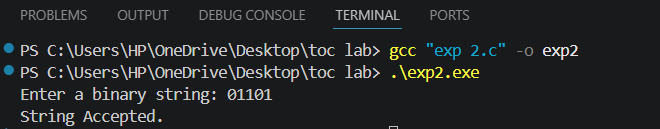 PROBLEMS OUTPUT DEBUG CONSOLE TERMINAL PORTS
PS C:\Users\HP\OneDrive\Desktop\toc lab> gcc "exp 2.c" -o exp2
PS C:\Users\HP\OneDrive\Desktop\toc lab> .\exp2.exe
Enter a binary string: 01101
String Accepted.